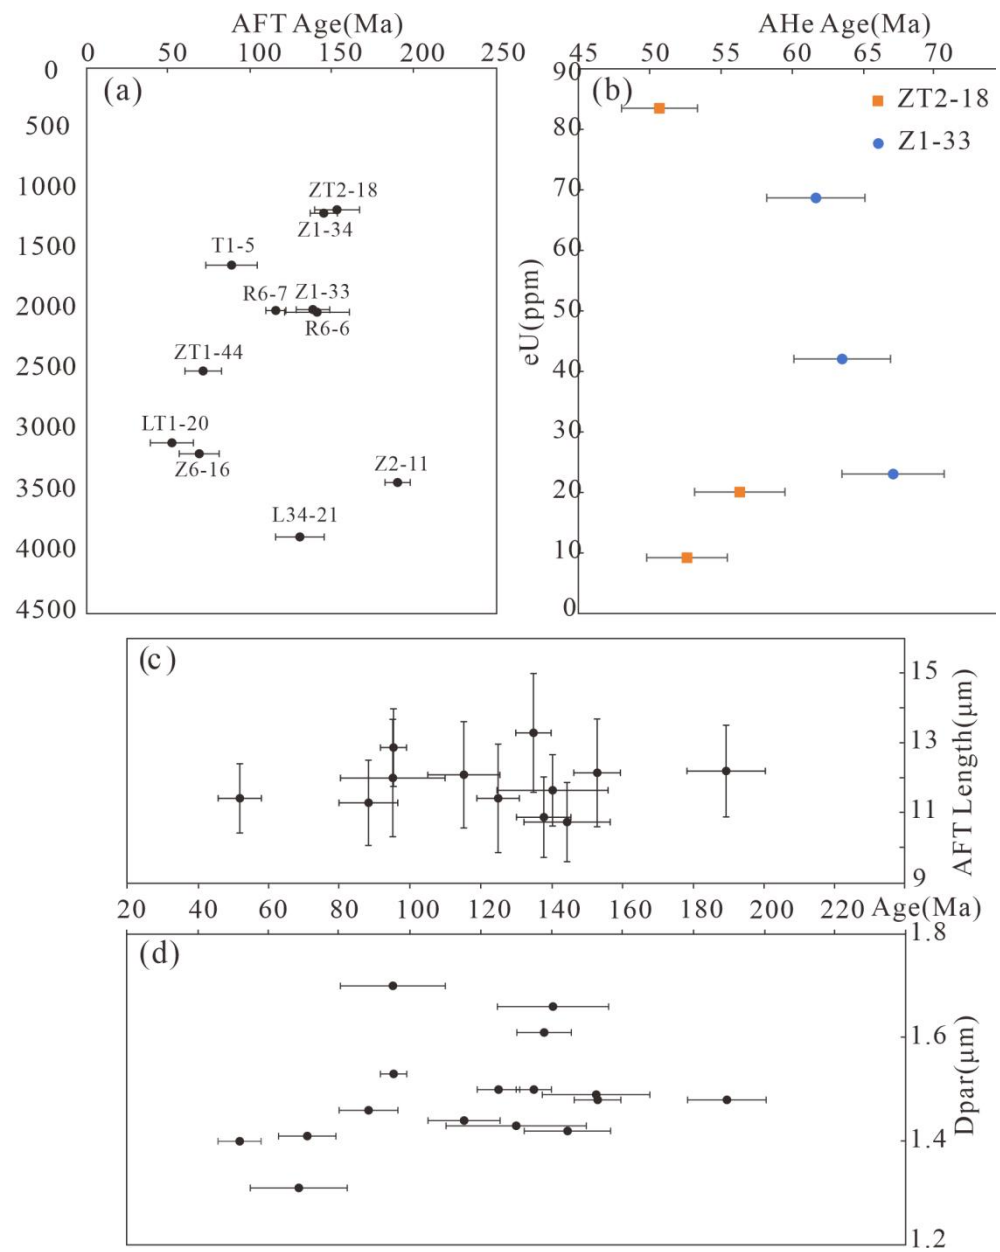 AFT Age(Ma)
0 50 100 150 200 250
(a)
0
500
1000
1500
2000
2500
3000
3500
4000
4500
ZT2-18
Z1-34
T1-5
R6-7
Z1-33
R6-6
ZT1-44
LT1-20
Z6-16
Z2-11
L34-21
AHe Age(Ma)
45 50 55 60 65 70
(b)
ZT2-18
Z1-33
90
80
70
60
50
40
30
20
10
0
eU(ppm)
(c)
15
13
11
9
AFT Length(μm)
20 40 60 80 100 120 140 160 180 200 220 Age(Ma)
(d)
1.8
1.6
1.4
1.2
Dpar(μm)